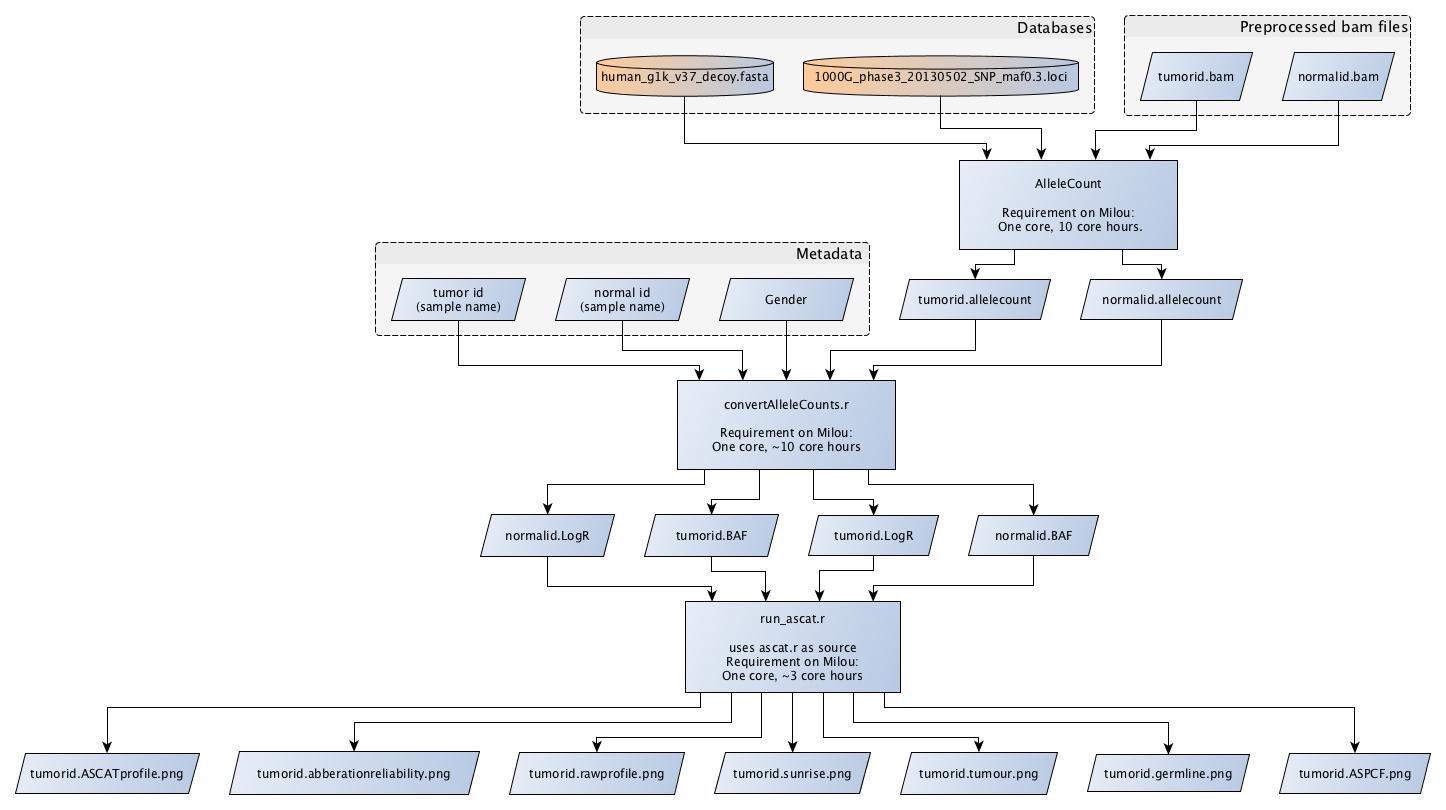 Databases
Preprocessed bam files
human_g1k_v37_decoy.fasta
1000G_phase3_20130502_SNP_maf0.3.loci
tumorid.bam
normalid.bam
AlleleCount
Requirement on Milou:
One core, 10 core hours.
Metadata
tumor id
(sample name)
normal id
(sample name)
Gender
tumorid.allelecount
normalid.allelecount
convertAlleleCounts.r
Requirement on Milou:
One core, ~10 core hours
normalid.LogR
tumorid.BAF
tumorid.LogR
normalid.BAF
run_ascat.r
uses ascat.r as source
Requirement on Milou:
One core, ~3 core hours
tumorid.ASCATprofile.png
tumorid.abberationreliability.png
tumorid.rawprofile.png
tumorid.sunrise.png
tumorid.tumour.png
tumorid.germline.png
tumorid.ASPCF.png